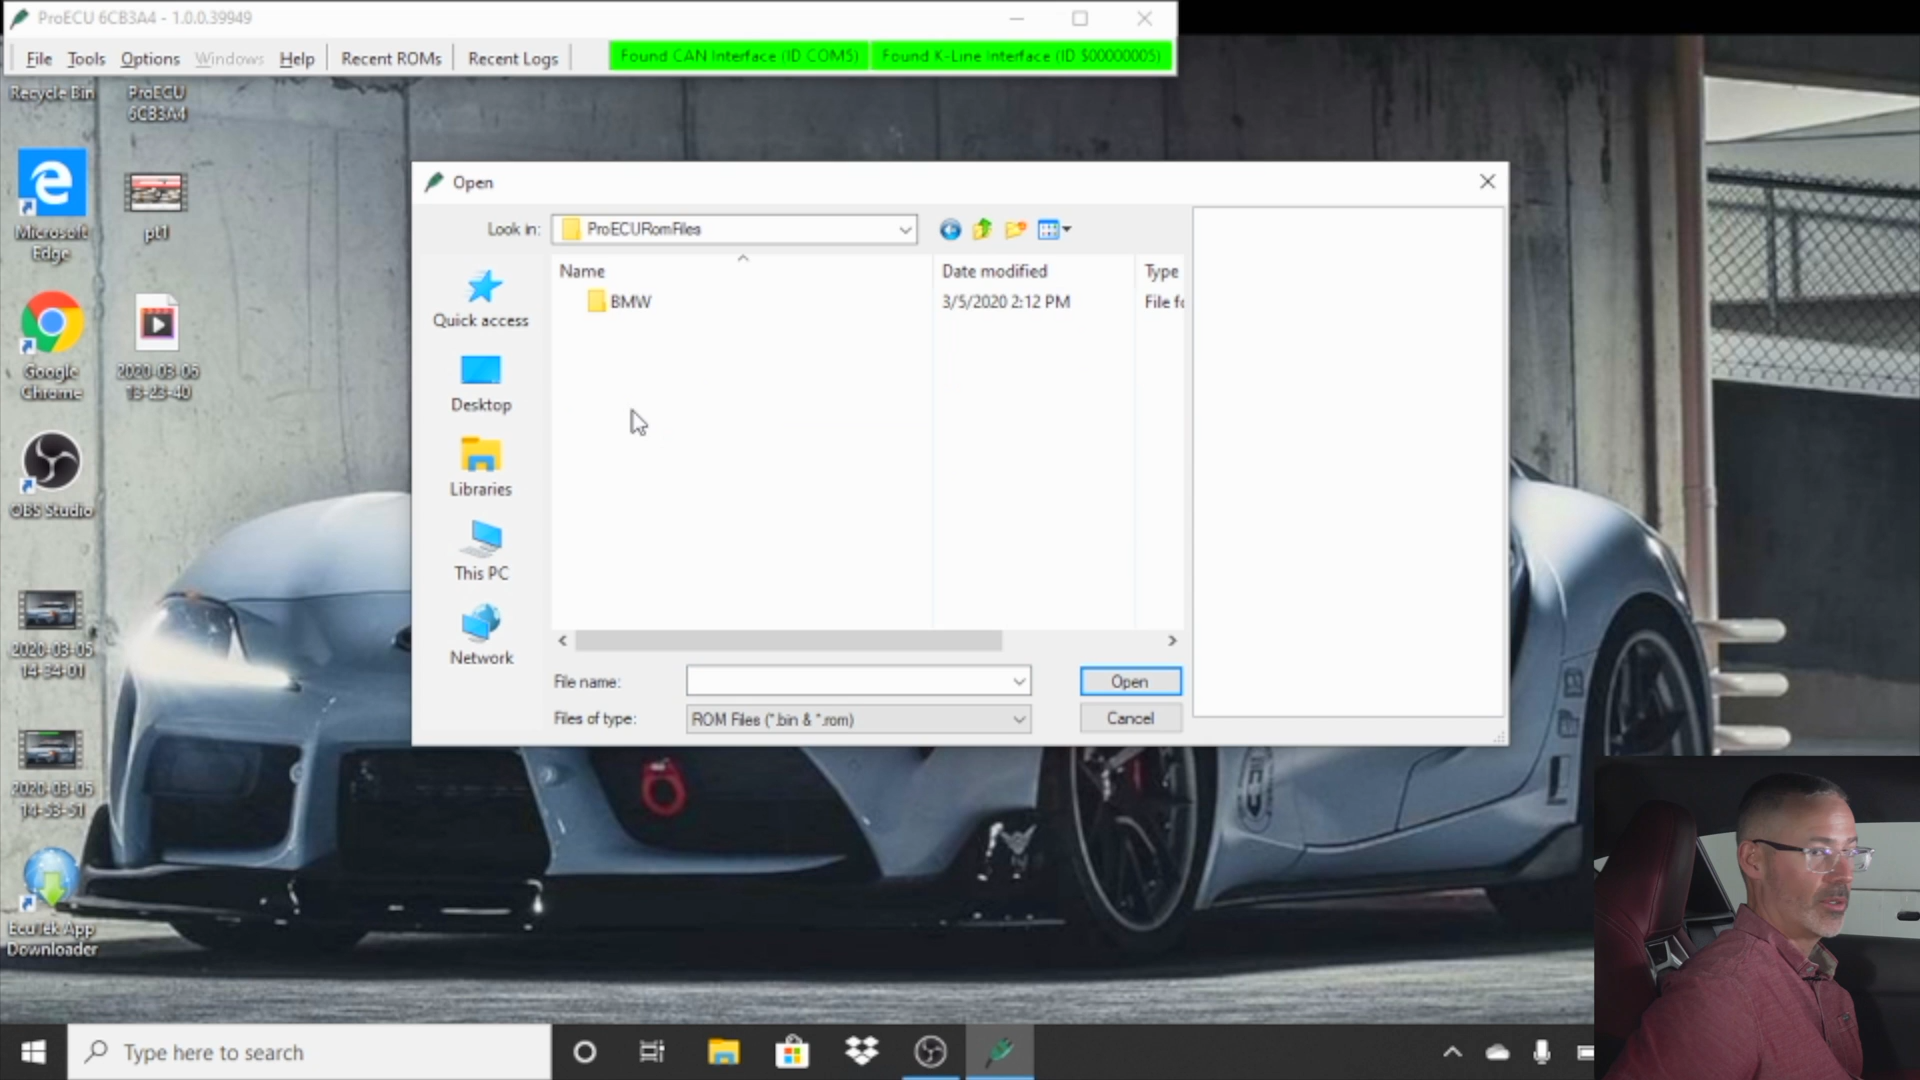 ProECU 6CB3A4 - 1.0.0.39949
File Tools Options Windows Help Recent ROMs Recent Logs
Found CAN Interface (ID COM5) Found K-Line Interface (ID $00000005)
Recycle Bin
ProECU
6CB3A4
Microsoft
Edge
pt1
Google
Chrome
2020-03-05
13-23-40
OBS Studio
2020-03-05
14-34-01
2020-03-05
14-53-51
EcuTek App
Downloader
Open
Look in: ProECURomFiles
Name Date modified Type
BMW 3/5/2020 2:12 PM File fo
Quick access
Desktop
Libraries
This PC
Network
File name: Open
Files of type: ROM Files (*.bin & *.rom) Cancel
Type here to search